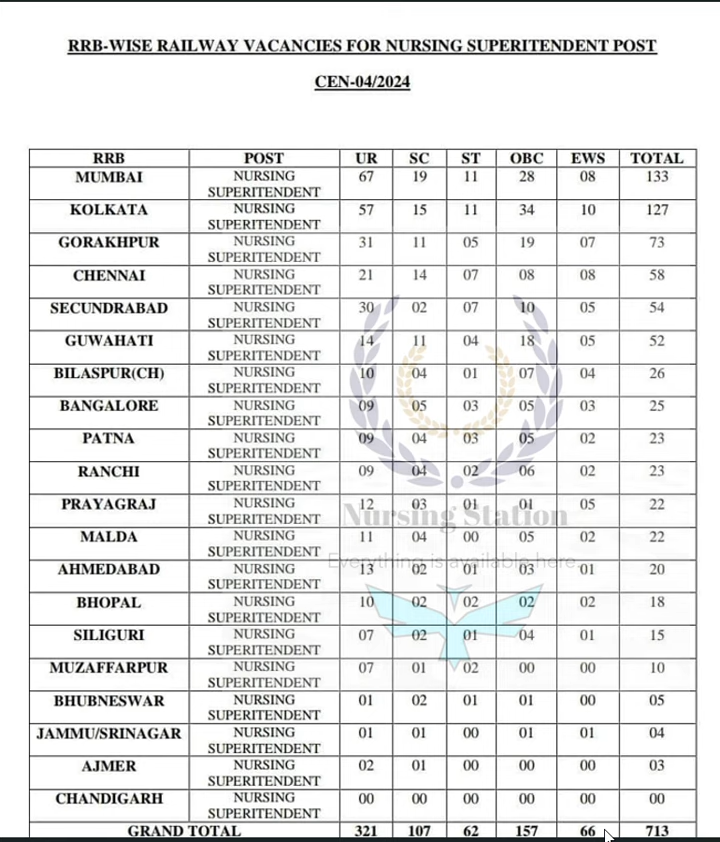 RRB-WISE RAILWAY VACANCIES FOR NURSING SUPERITENDENT POST
CEN-04/2024
RRB POST UR SC ST OBC EWS TOTAL
MUMBAI NURSING SUPERITENDENT 67 19 11 28 08 133
KOLKATA NURSING SUPERITENDENT 57 15 11 34 10 127
GORAKHPUR NURSING SUPERITENDENT 31 11 05 19 07 73
CHENNAI NURSING SUPERITENDENT 21 14 07 08 08 58
SECUNDRABAD NURSING SUPERITENDENT 30 02 07 10 05 54
GUWAHATI NURSING SUPERITENDENT 14 11 04 18 05 52
BILASPUR(CH) NURSING SUPERITENDENT 10 04 01 07 04 26
BANGALORE NURSING SUPERITENDENT 09 05 03 05 03 25
PATNA NURSING SUPERITENDENT 09 04 03 05 02 23
RANCHI NURSING SUPERITENDENT 09 04 02 06 02 23
PRAYAGRAJ NURSING SUPERITENDENT 12 03 01 01 05 22
Nursing Station
MALDA NURSING SUPERITENDENT 11 04 00 05 02 22
Everything is available here.
AHMEDABAD NURSING SUPERITENDENT 13 02 01 03 01 20
BHOPAL NURSING SUPERITENDENT 10 02 02 02 02 18
SILIGURI NURSING SUPERITENDENT 07 02 01 04 01 15
MUZAFFARPUR NURSING SUPERITENDENT 07 01 02 00 00 10
BHUBNESWAR NURSING SUPERITENDENT 01 02 01 01 00 05
JAMMU/SRINAGAR NURSING SUPERITENDENT 01 01 00 01 01 04
AJMER NURSING SUPERITENDENT 02 01 00 00 00 03
CHANDIGARH NURSING SUPERITENDENT 00 00 00 00 00 00
GRAND TOTAL 321 107 62 157 66 713